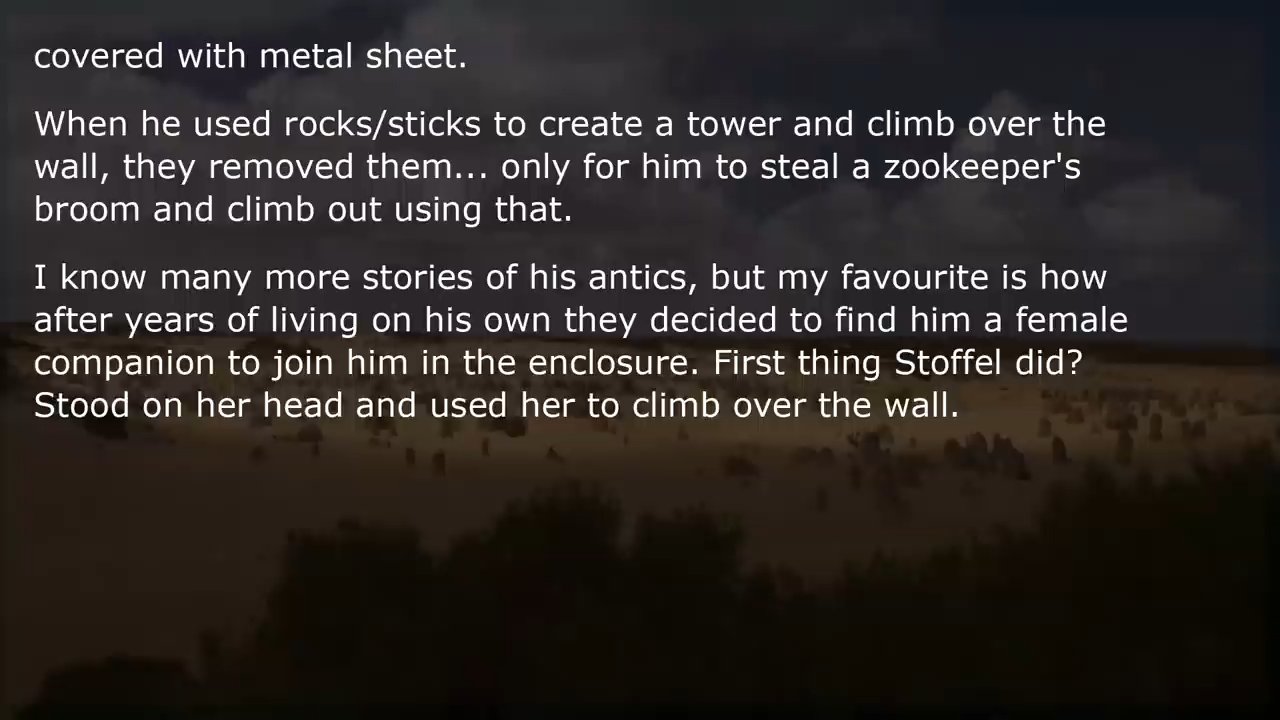 covered with metal sheet.
When he used rocks/sticks to create a tower and climb over the
wall, they removed them... only for him to steal a zookeeper's
broom and climb out using that.
I know many more stories of his antics, but my favourite is how
after years of living on his own they decided to find him a female
companion to join him in the enclosure. First thing Stoffel did?
Stood on her head and used her to climb over the wall.